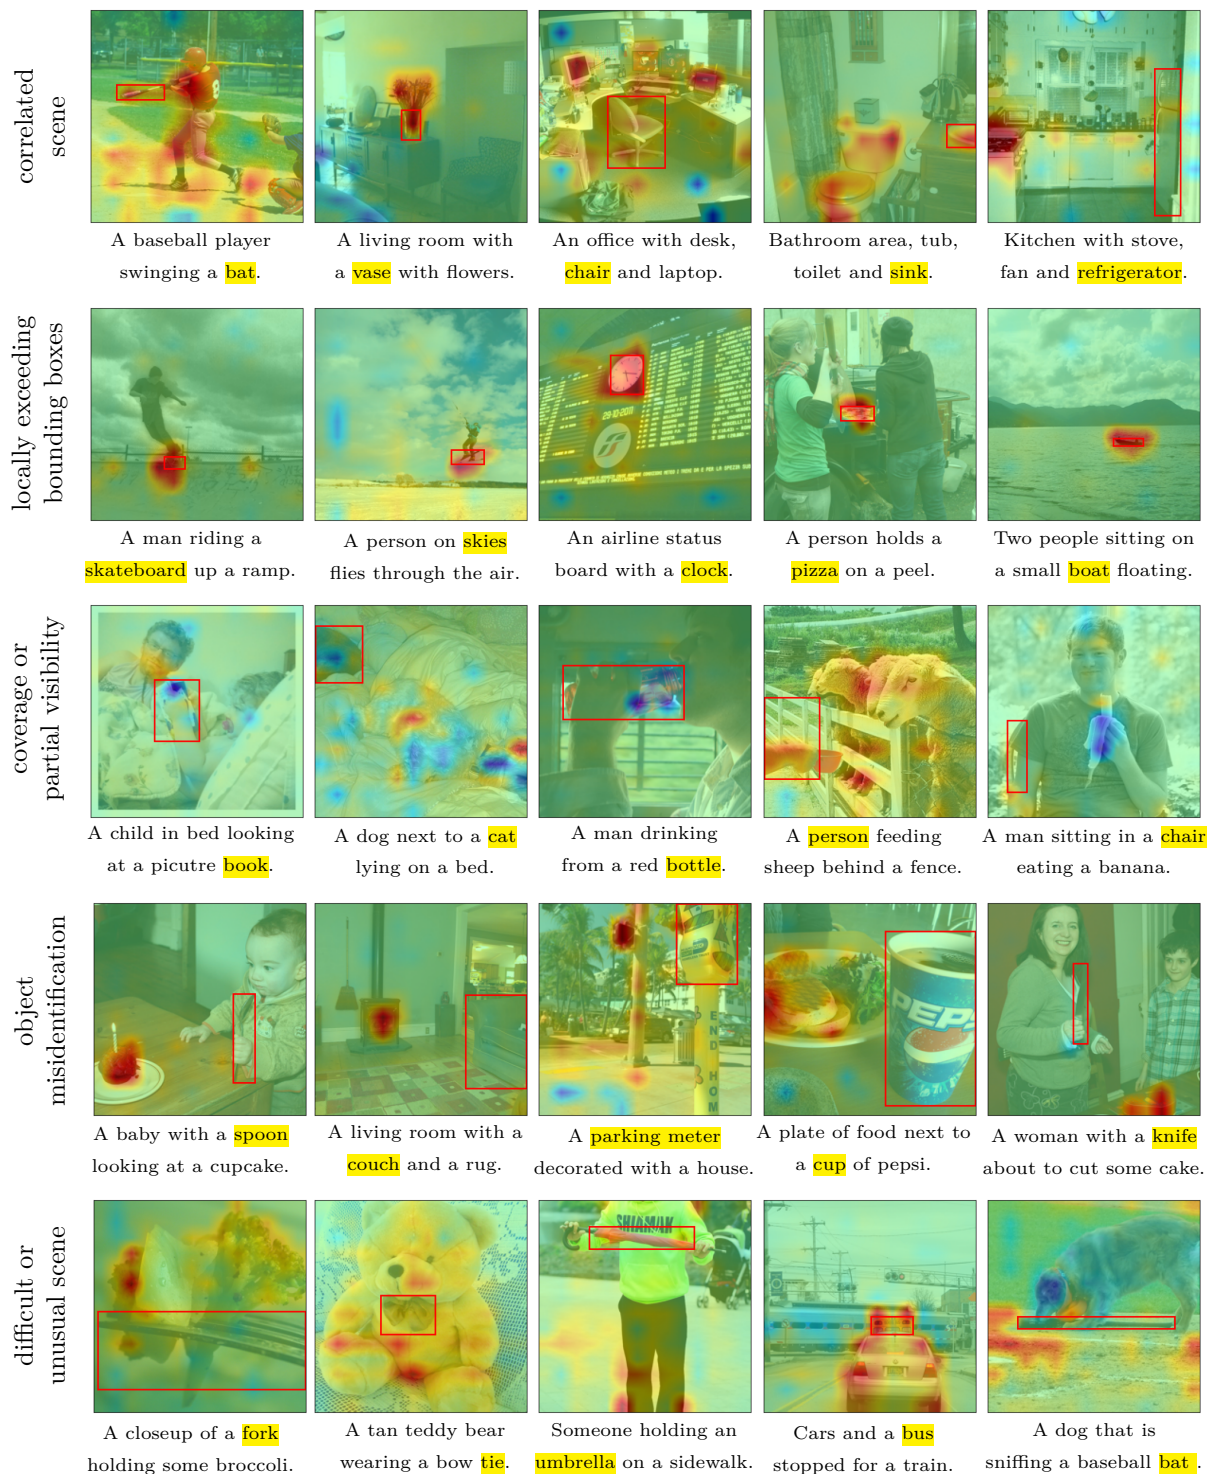 correlated
scene
A baseball player
swinging a bat.
A living room with
a vase with flowers.
An office with desk,
chair and laptop.
Bathroom area, tub,
toilet and sink.
Kitchen with stove,
fan and refrigerator.
locally exceeding
bounding boxes
29-10-2011
A man riding a
skateboard up a ramp.
A person on skies
flies through the air.
An airline status
board with a clock.
A person holds a
pizza on a peel.
Two people sitting on
a small boat floating.
coverage or
partial visibility
A child in bed looking
at a picutre book.
A dog next to a cat
lying on a bed.
A man drinking
from a red bottle.
A person feeding
sheep behind a fence.
A man sitting in a chair
eating a banana.
object
misidentification
END HOM
PEPS
A baby with a spoon
looking at a cupcake.
A living room with a
couch and a rug.
A parking meter
decorated with a house.
A plate of food next to
a cup of pepsi.
A woman with a knife
about to cut some cake.
difficult or
unusual scene
SHIAMAK
A closeup of a fork
holding some broccoli.
A tan teddy bear
wearing a bow tie.
Someone holding an
umbrella on a sidewalk.
Cars and a bus
stopped for a train.
A dog that is
sniffing a baseball bat .